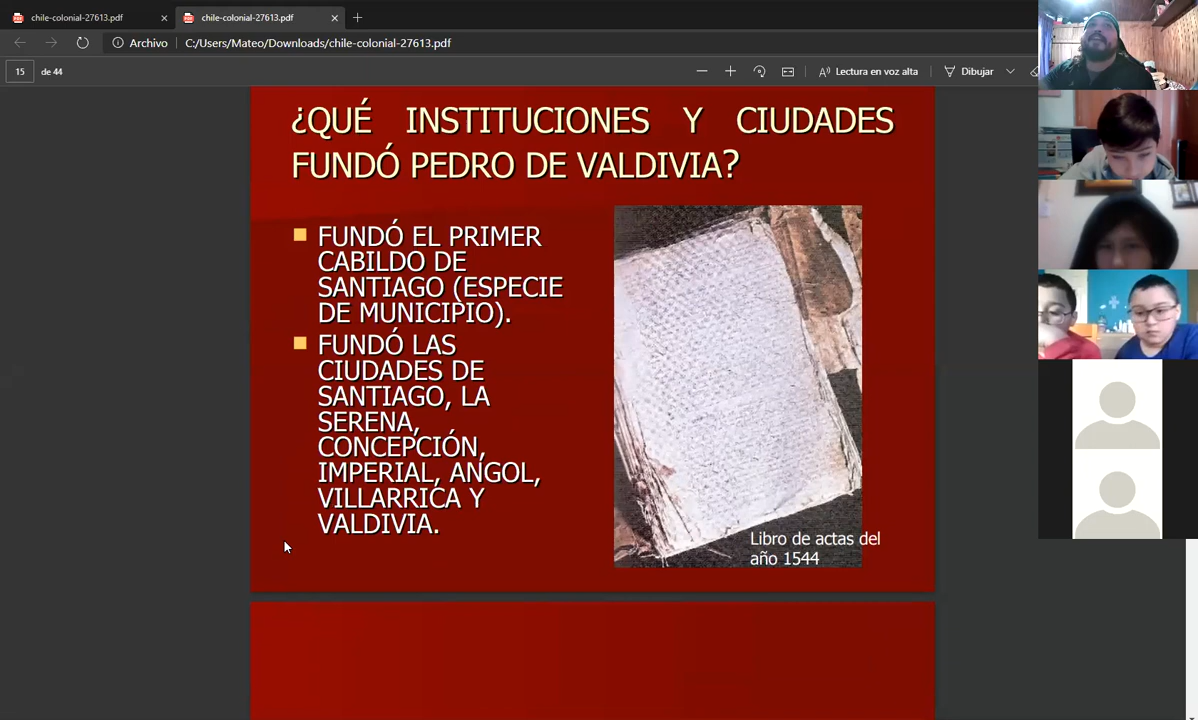 chile-colonial-27613.pdf
chile-colonial-27613.pdf
Archivo C:/Users/Mateo/Downloads/chile-colonial-27613.pdf
15 de 44
Lectura en voz alta
Dibujar
¿QUÉ INSTITUCIONES Y CIUDADES
FUNDÓ PEDRO DE VALDIVIA?
FUNDÓ EL PRIMER
CABILDO DE
SANTIAGO (ESPECIE
DE MUNICIPIO).
FUNDÓ LAS
CIUDADES DE
SANTIAGO, LA
SERENA,
CONCEPCIÓN,
IMPERIAL, ANGOL,
VILLARRICA Y
VALDIVIA.
Libro de actas del
año 1544